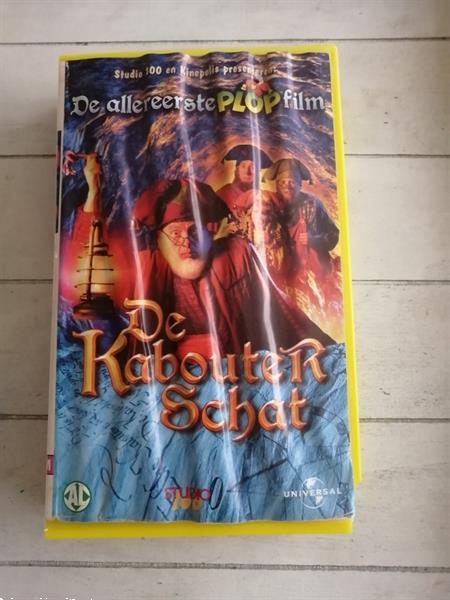 Studio 100 en Kinepolis presenteren:
De allereerste PLOP film
De
Kabouter
Schat
AL
STUDIO
100
UNIVERSAL